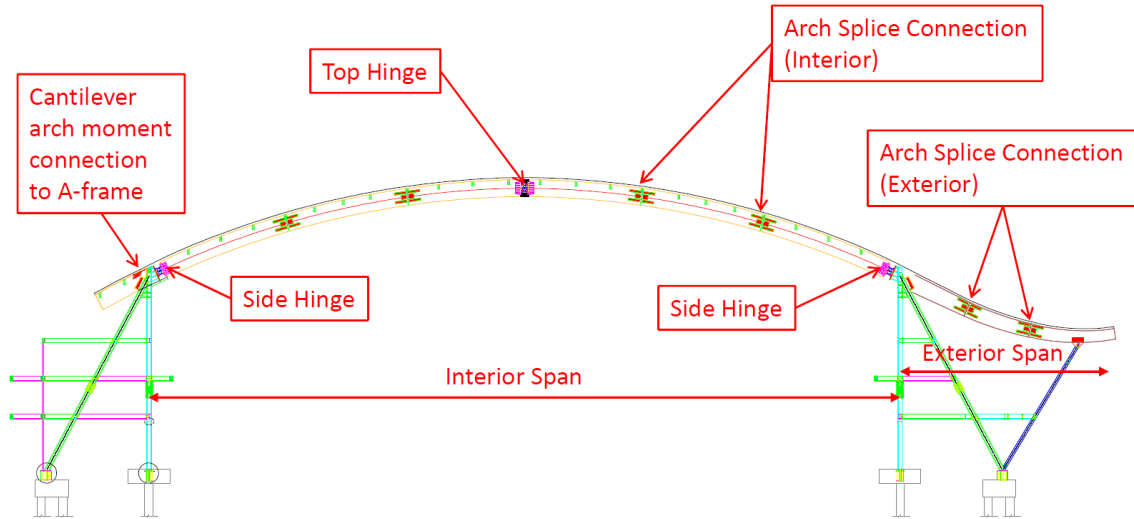 Arch Splice Connection
(Interior)
Top Hinge
Cantilever
arch moment
connection
to A-frame
Arch Splice Connection
(Exterior)
Side Hinge
Side Hinge
Exterior Span
Interior Span